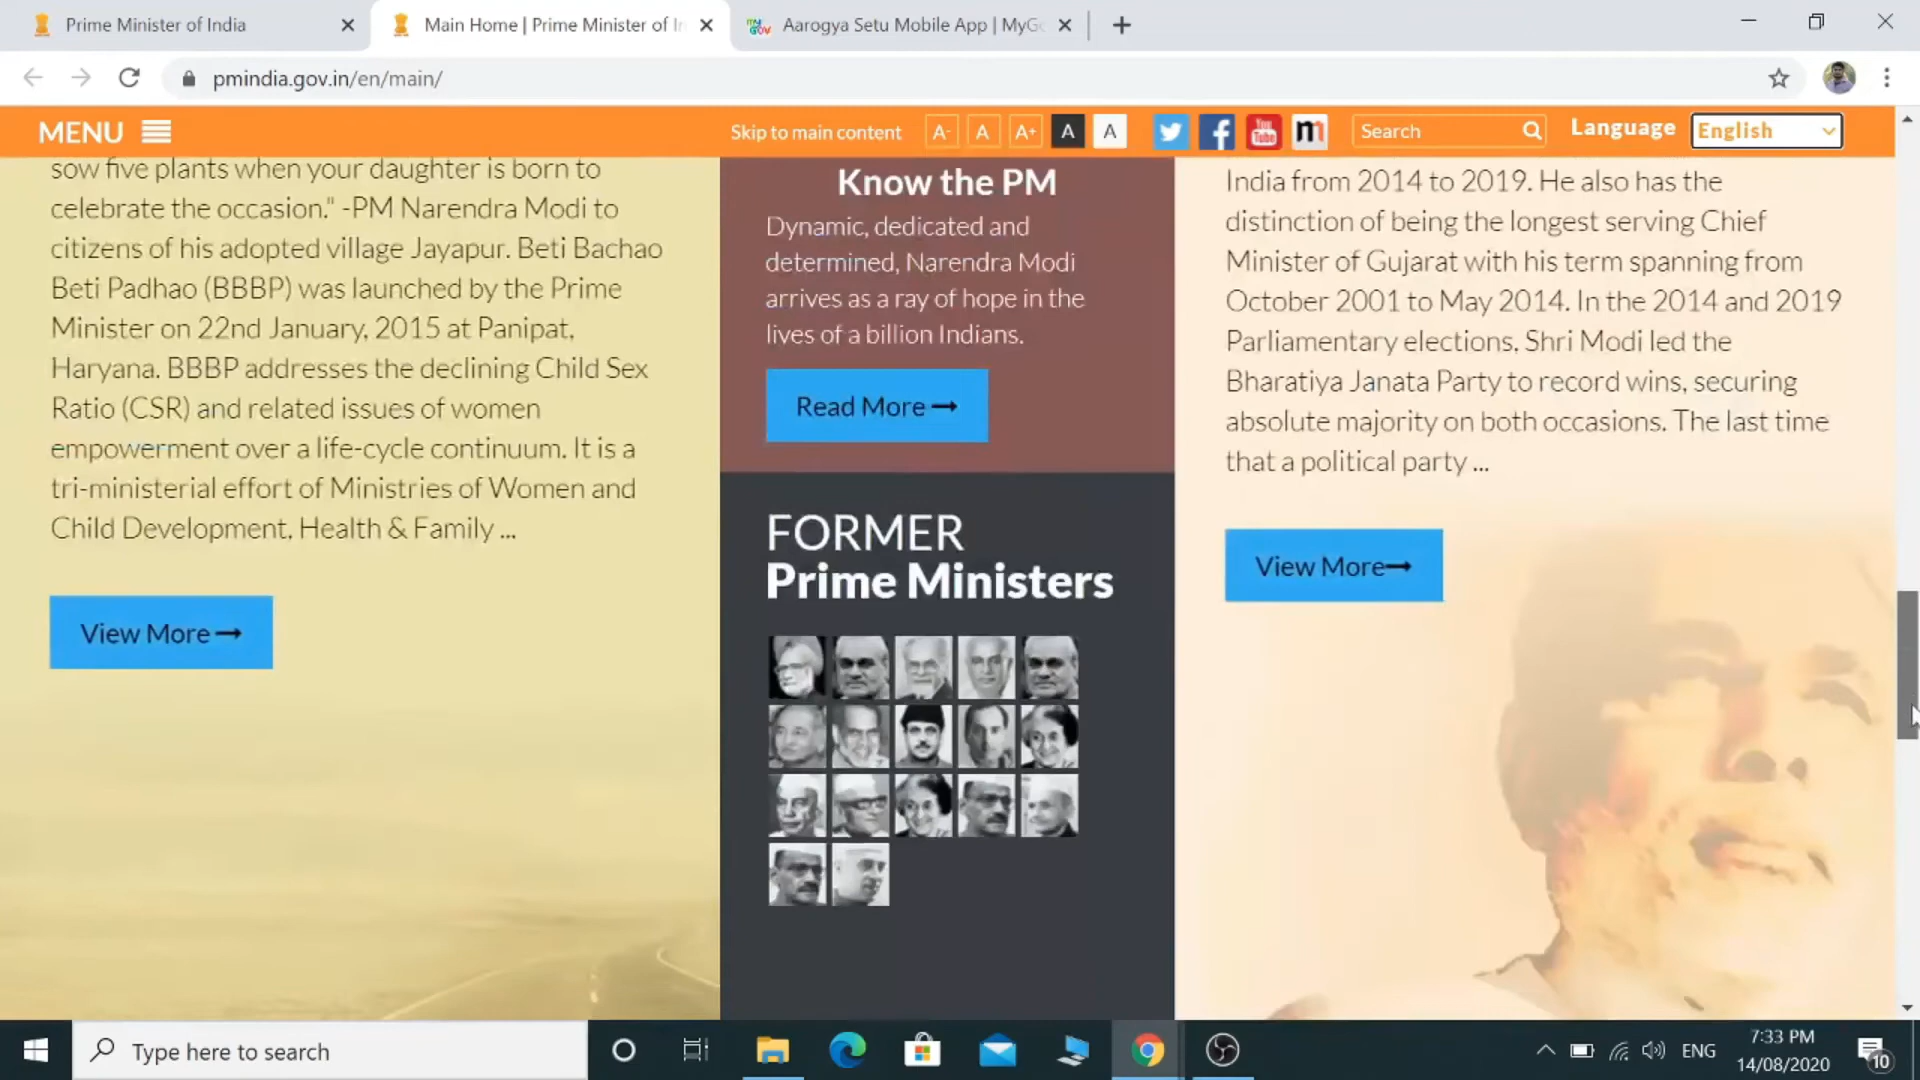 Prime Minister of India
Main Home | Prime Minister of In
Aarogya Setu Mobile App | MyGo
pmindia.gov.in/en/main/
MENU
Skip to main content
A-
A
A+
A
A
You Tube
m
Search
Language
English
sow five plants when your daughter is born to
celebrate the occasion." -PM Narendra Modi to
citizens of his adopted village Jayapur. Beti Bachao
Beti Padhao (BBBP) was launched by the Prime
Minister on 22nd January, 2015 at Panipat,
Haryana. BBBP addresses the declining Child Sex
Ratio (CSR) and related issues of women
empowerment over a life-cycle continuum. It is a
tri-ministerial effort of Ministries of Women and
Child Development, Health & Family ...
View More
Know the PM
Dynamic, dedicated and
determined, Narendra Modi
arrives as a ray of hope in the
lives of a billion Indians.
Read More
FORMER
Prime Ministers
India from 2014 to 2019. He also has the
distinction of being the longest serving Chief
Minister of Gujarat with his term spanning from
October 2001 to May 2014. In the 2014 and 2019
Parliamentary elections, Shri Modi led the
Bharatiya Janata Party to record wins, securing
absolute majority on both occasions. The last time
that a political party ...
View More
Type here to search
ENG
7:33 PM
14/08/2020
10